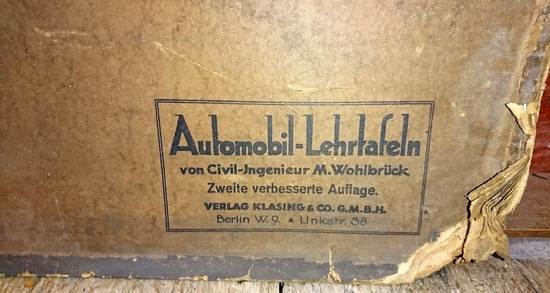 Automobil-Lehrtafeln
von Civil-Ingenieur M. Wohlbrück
Zweite verbesserte Auflage.
VERLAG KLASING & CO. G.M.B.H.
Berlin W. 9. ★ Linkstr. 38